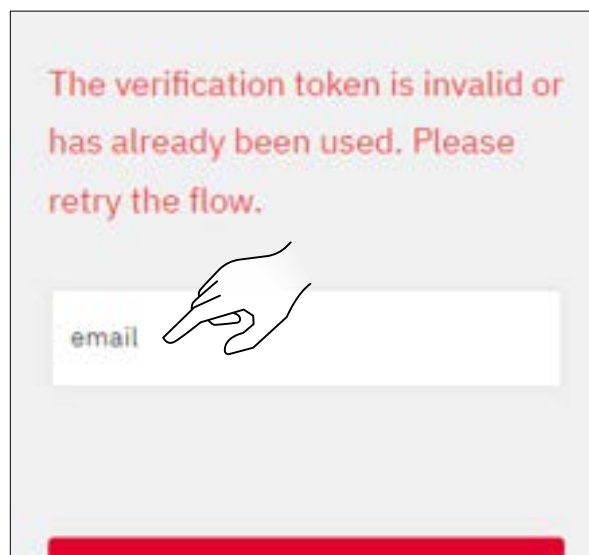 The verification token is invalid or
has already been used. Please
retry the flow.
email